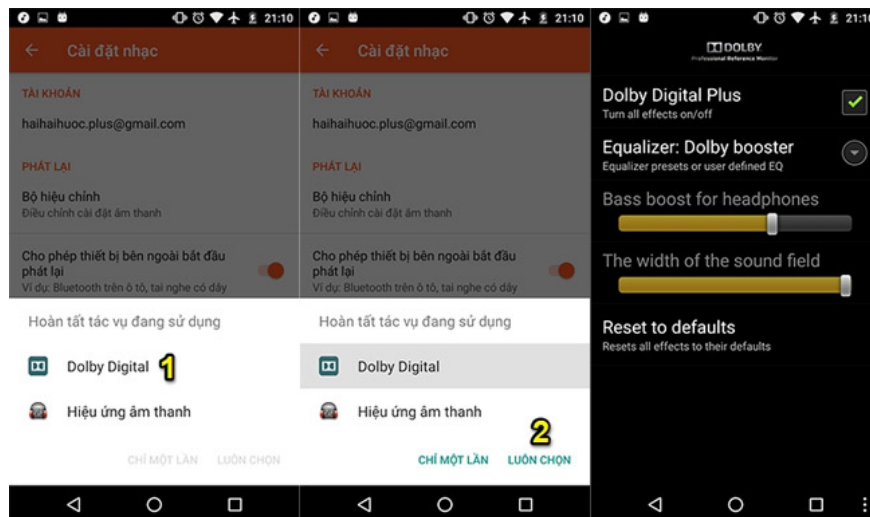 21:10
Cài đặt nhạc
TÀI KHOẢN
haihaihuoc.plus@gmail.com
PHÁT LẠI
Bộ hiệu chỉnh
Điều chỉnh cài đặt âm thanh
Cho phép thiết bị bên ngoài bắt đầu
phát lại
Ví dụ: Bluetooth trên ô tô, tai nghe có dây
Hoàn tất tác vụ đang sử dụng
Dolby Digital 1
Hiệu ứng âm thanh
CHỈ MỘT LẦN LUÔN CHỌN
21:10
Cài đặt nhạc
TÀI KHOẢN
haihaihuoc.plus@gmail.com
PHÁT LẠI
Bộ hiệu chỉnh
Điều chỉnh cài đặt âm thanh
Cho phép thiết bị bên ngoài bắt đầu
phát lại
Ví dụ: Bluetooth trên ô tô, tai nghe có dây
Hoàn tất tác vụ đang sử dụng
Dolby Digital
Hiệu ứng âm thanh
2
CHỈ MỘT LẦN LUÔN CHỌN
21:10
DOLBY
Professional Reference Monitor
Dolby Digital Plus
Turn all effects on/off
Equalizer: Dolby booster
Equalizer presets or user defined EQ
Bass boost for headphones
The width of the sound field
Reset to defaults
Resets all effects to their defaults